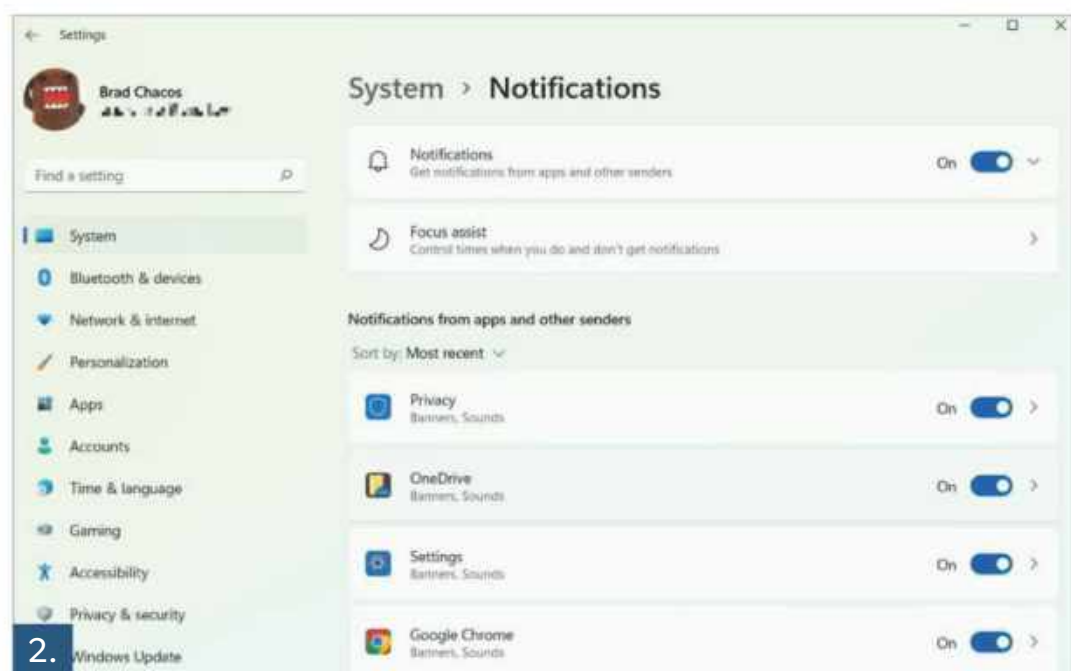 Settings
Brad Chacos
Find a setting
System
Bluetooth & devices
Network & internet
Personalization
Apps
Accounts
Time & language
Gaming
Accessibility
Privacy & security
Windows Update
2.
System > Notifications
Notifications
Get notifications from apps and other senders
On
Focus assist
Control times when you do and don't get notifications
Notifications from apps and other senders
Sort by: Most recent
Privacy
Banners, Sounds
On
OneDrive
Banners, Sounds
On
Settings
Banners, Sounds
On
Google Chrome
Banners, Sounds
On